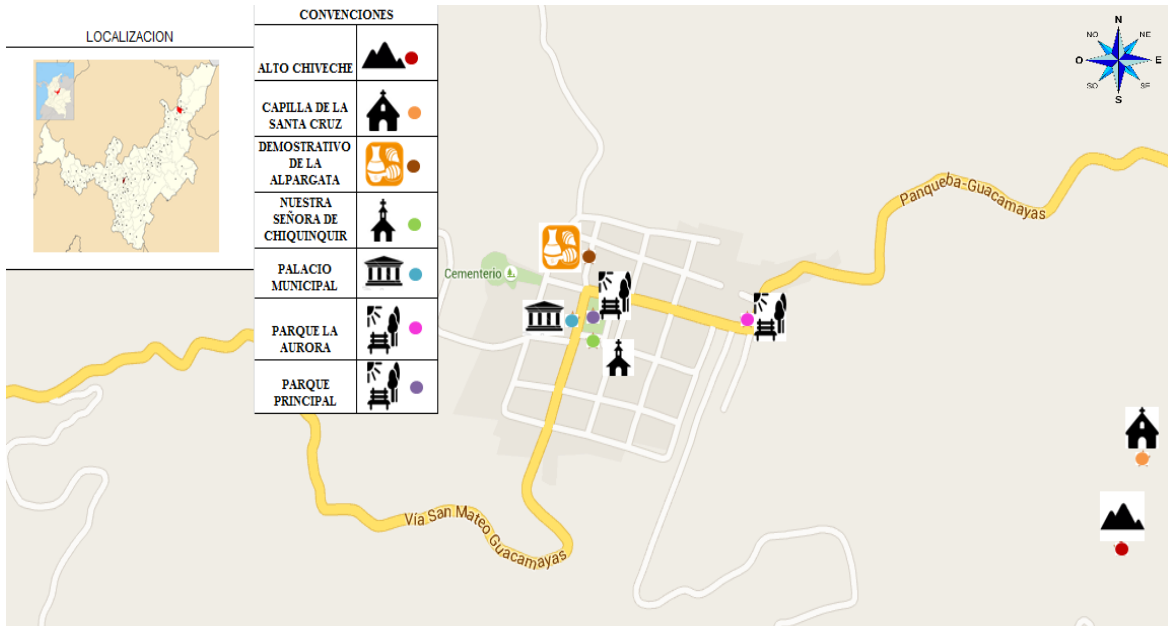 LOCALIZACION
CONVENCIONES
ALTO CHIVECHE
CAPILLA DE LA
SANTA CRUZ
DEMOSTRATIVO
DE LA
ALPARGATA
NUESTRA
SEÑORA DE
CHIQUINQUIR
PALACIO
MUNICIPAL
PARQUE LA
AURORA
PARQUE
PRINCIPAL
N
NO
NE
O
E
SO
SE
S
Panqueba-Guacamayas
Cementerio
Vía San Mateo Guacamayas